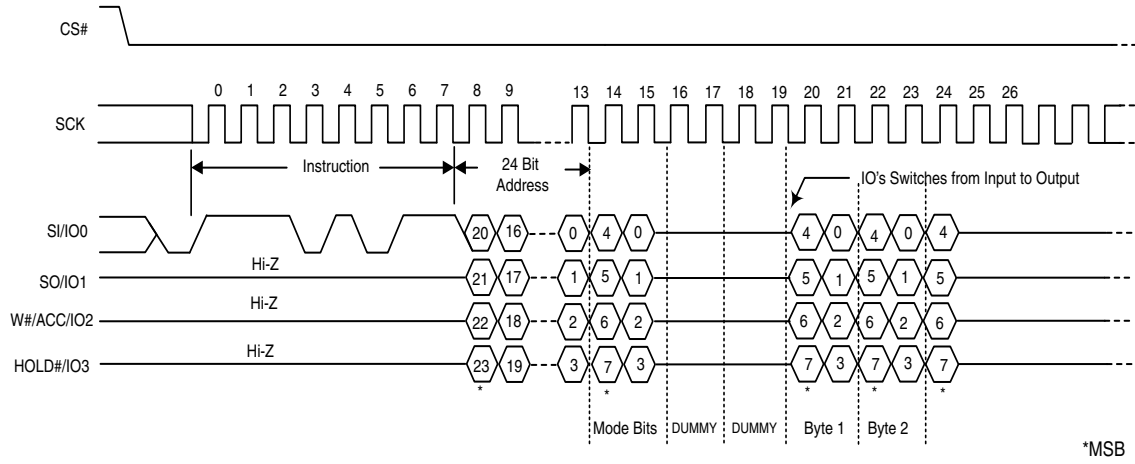 CS#
0 1 2 3 4 5 6 7 8 9 13 14 15 16 17 18 19 20 21 22 23 24 25 26
SCK
Instruction
24 Bit
Address
IO's Switches from Input to Output
SI/IO0 20 16 0 4 0 4 0 4 0 4
Hi-Z
SO/IO1 21 17 1 5 1 5 1 5 1 5
Hi-Z
W#/ACC/IO2 22 18 2 6 2 6 2 6 2 6
Hi-Z
HOLD#/IO3 23 19 3 7 3 7 3 7 3 7
* * * * *
Mode Bits DUMMY DUMMY Byte 1 Byte 2
*MSB